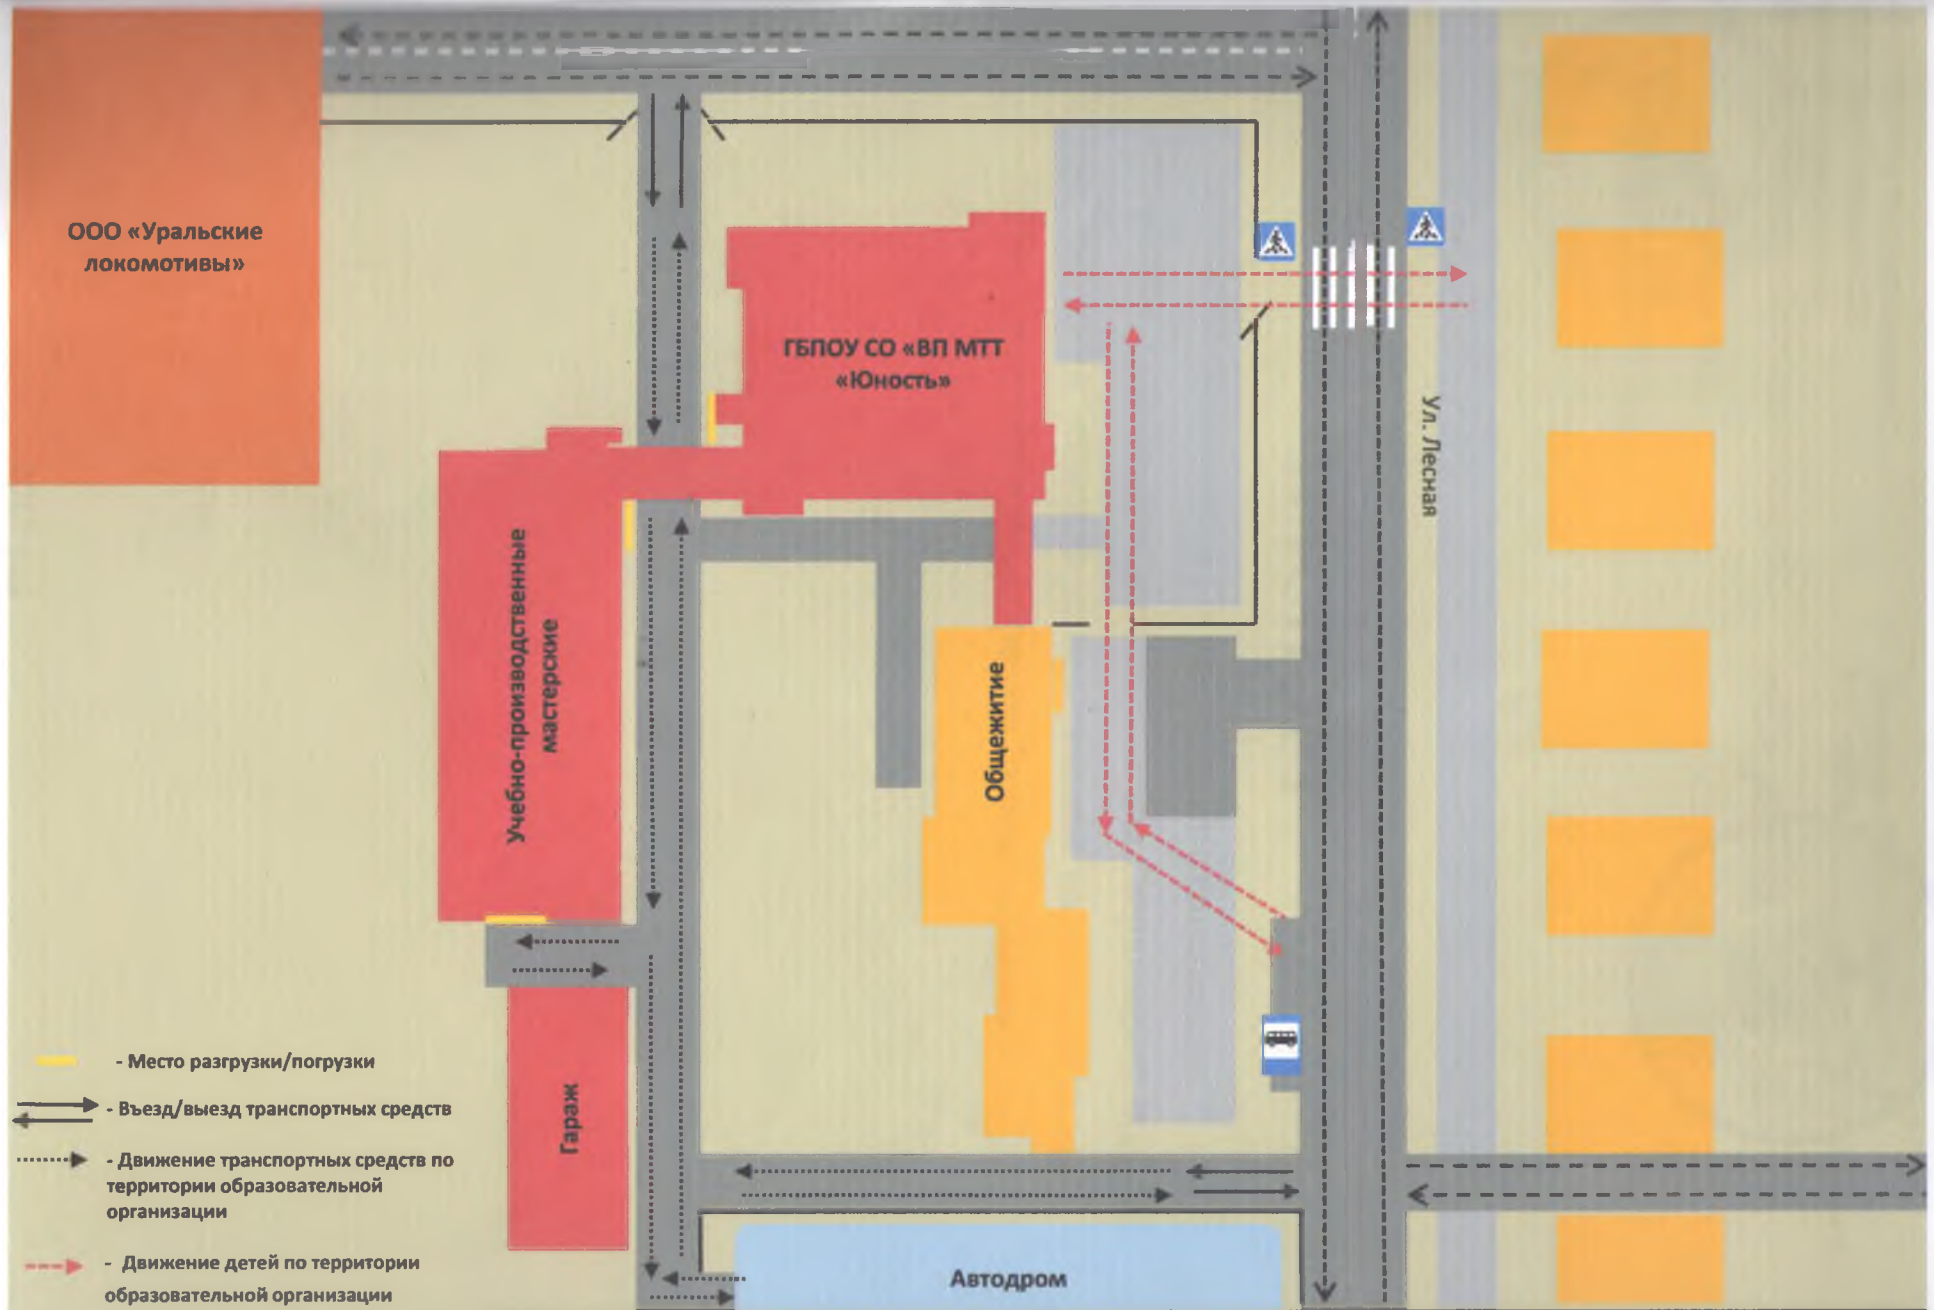 ООО «Уральские
локомотивы»
ГБПОУ СО «ВП МТТ
«Юность»
Ул. Лесная
Учебно-производственные
мастерские
Общежитие
Гараж
Автодром
- Место разгрузки/погрузки
- Въезд/выезд транспортных средств
- Движение транспортных средств по
территории образовательной
организации
- Движение детей по территории
образовательной организации